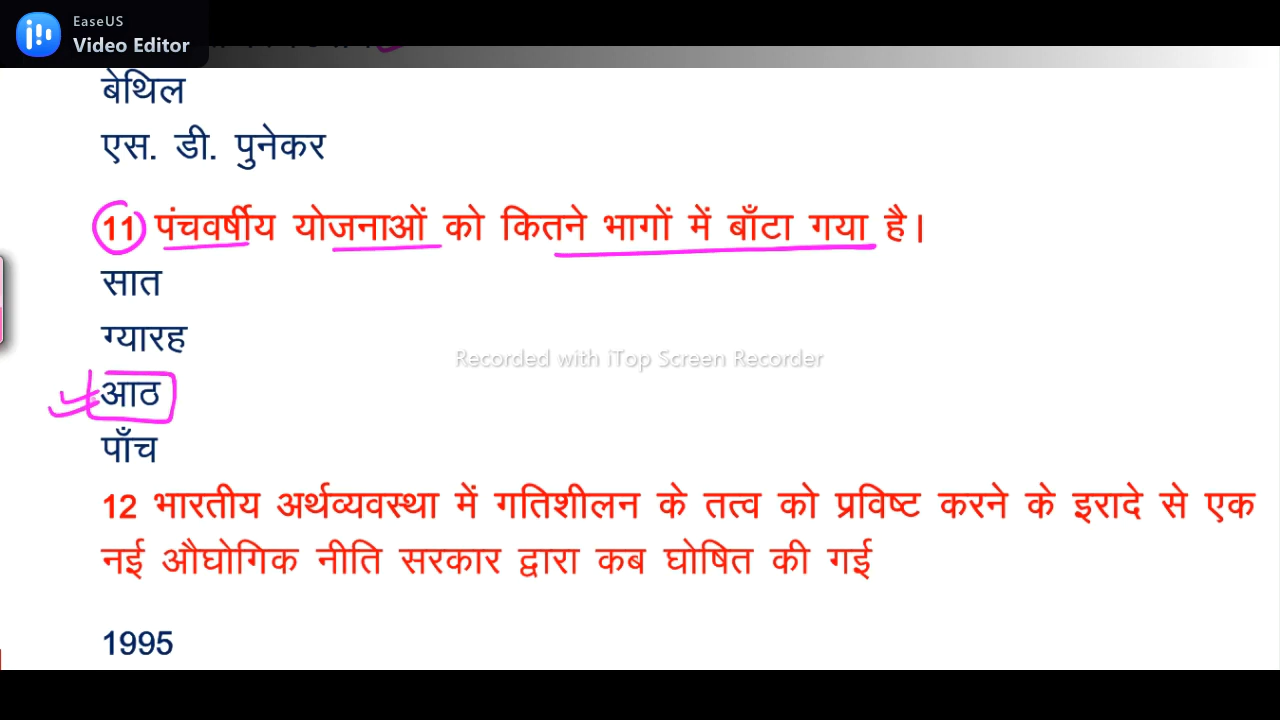 EaseUS
Video Editor
बेथिल
एस. डी. पुनेकर
11 पंचवर्षीय योजनाओं को कितने भागों में बाँटा गया है।
सात
ग्यारह
Recorded with iTop Screen Recorder
आठ
पाँच
12 भारतीय अर्थव्यवस्था में गतिशीलन के तत्व को प्रविष्ट करने के इरादे से एक
नई औघोगिक नीति सरकार द्वारा कब घोषित की गई
1995